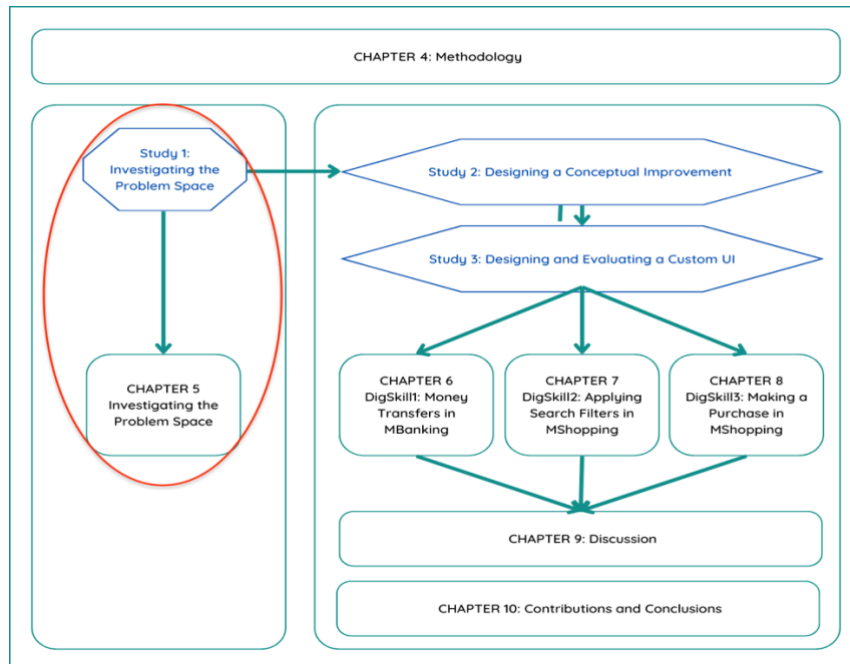 CHAPTER 4: Methodology
Study 1:
Investigating the
Problem Space
Study 2: Designing a Conceptual Improvement
Study 3: Designing and Evaluating a Custom UI
CHAPTER 5
Investigating the
Problem Space
CHAPTER 6
DigSkill1: Money
Transfers in
MBanking
CHAPTER 7
DigSkill2: Applying
Search Filters in
MShopping
CHAPTER 8
DigSkill3: Making a
Purchase in
MShopping
CHAPTER 9: Discussion
CHAPTER 10: Contributions and Conclusions